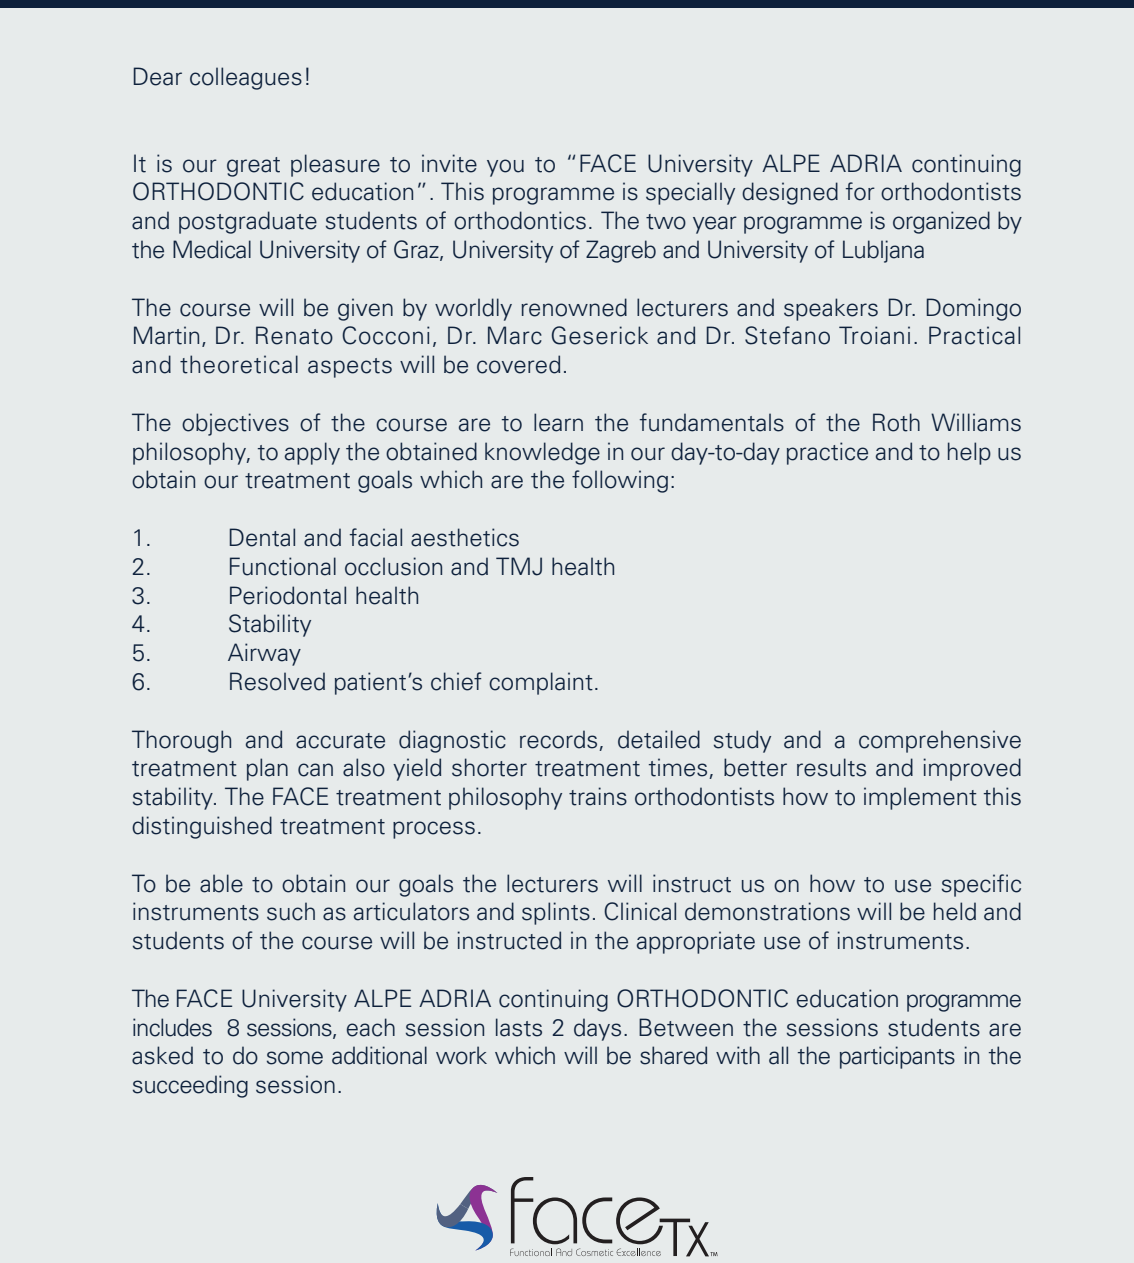 Dear colleagues!
It is our great pleasure to invite you to “FACE University ALPE ADRIA continuing
ORTHODONTIC education”. This programme is specially designed for orthodontists
and postgraduate students of orthodontics. The two year programme is organized by
the Medical University of Graz, University of Zagreb and University of Lubljana
The course will be given by worldly renowned lecturers and speakers Dr. Domingo
Martin, Dr. Renato Cocconi, Dr. Marc Geserick and Dr. Stefano Troiani. Practical
and theoretical aspects will be covered.
The objectives of the course are to learn the fundamentals of the Roth Williams
philosophy, to apply the obtained knowledge in our day-to-day practice and to help us
obtain our treatment goals which are the following:
1. Dental and facial aesthetics
2. Functional occlusion and TMJ health
3. Periodontal health
4. Stability
5. Airway
6. Resolved patient’s chief complaint.
Thorough and accurate diagnostic records, detailed study and a comprehensive
treatment plan can also yield shorter treatment times, better results and improved
stability. The FACE treatment philosophy trains orthodontists how to implement this
distinguished treatment process.
To be able to obtain our goals the lecturers will instruct us on how to use specific
instruments such as articulators and splints. Clinical demonstrations will be held and
students of the course will be instructed in the appropriate use of instruments.
The FACE University ALPE ADRIA continuing ORTHODONTIC education programme
includes 8 sessions, each session lasts 2 days. Between the sessions students are
asked to do some additional work which will be shared with all the participants in the
succeeding session.
faceTX™
Functional And Cosmetic Excellence